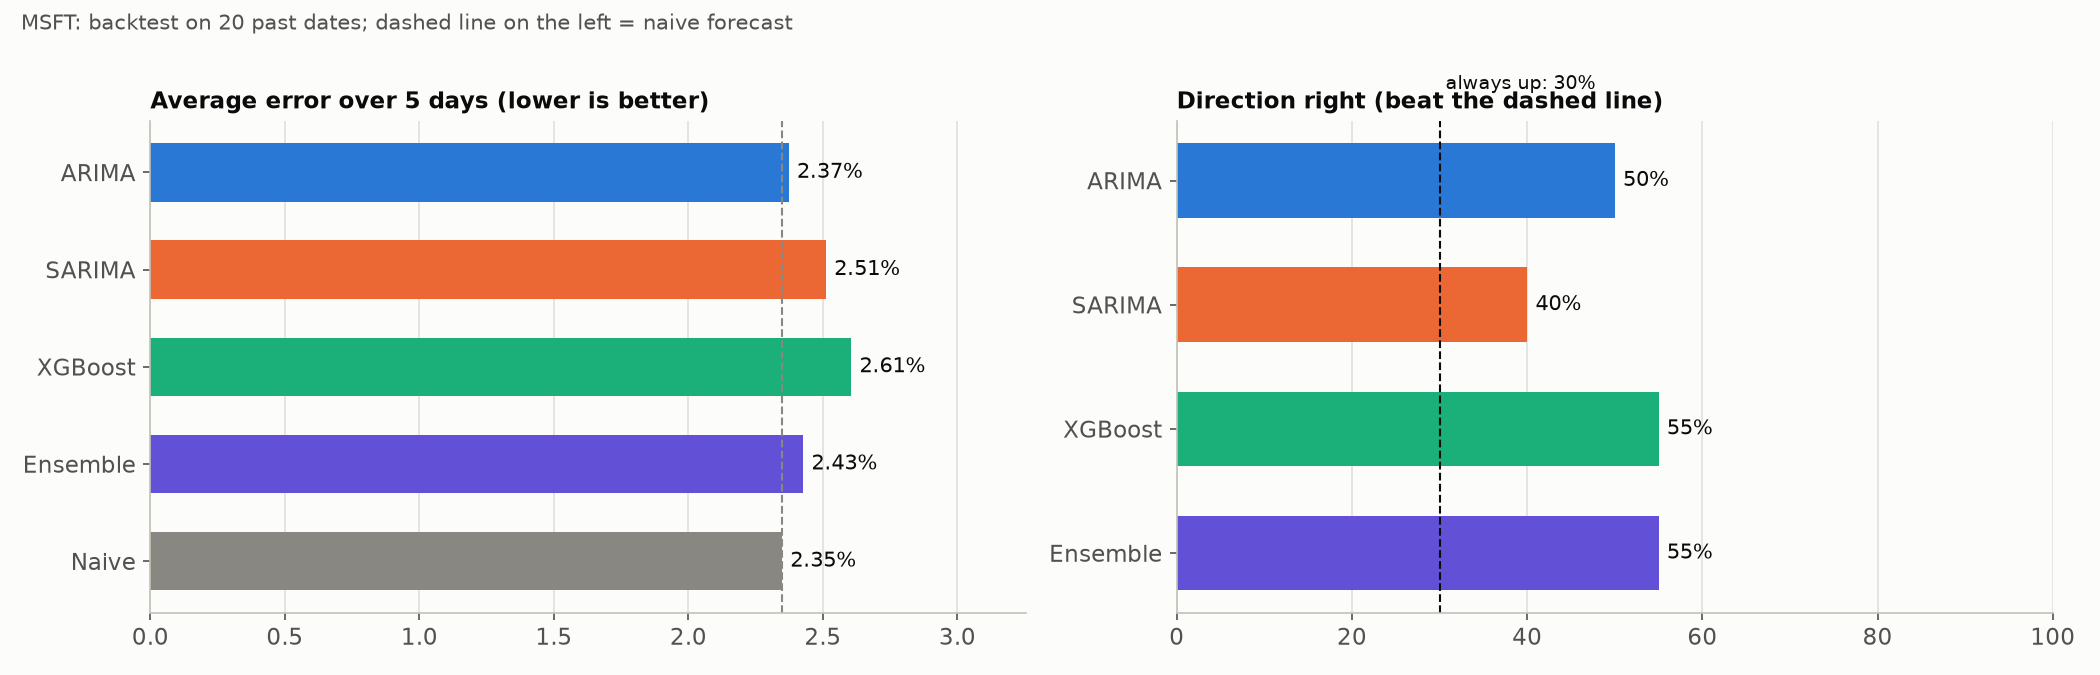 MSFT: backtest on 20 past dates; dashed line on the left = naive forecast
Average error over 5 days (lower is better)
ARIMA
2.37%
SARIMA
2.51%
XGBoost
2.61%
Ensemble
2.43%
Naive
2.35%
0.0 0.5 1.0 1.5 2.0 2.5 3.0
always up: 30%
Direction right (beat the dashed line)
ARIMA
50%
SARIMA
40%
XGBoost
55%
Ensemble
55%
0 20 40 60 80 100